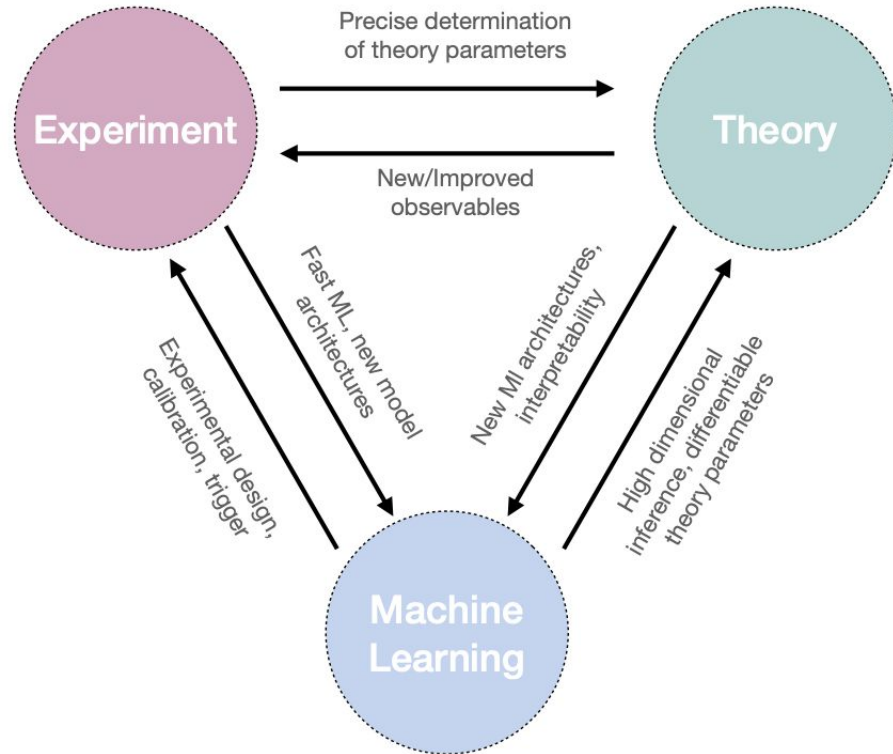 Precise determination
of theory parameters
Experiment
Theory
New/Improved
observables
Fast ML, new model
architectures
New Ml architectures,
interpretability
Experimental design,
calibration, trigger
High dimensional
inference, differentiable
theory parameters
Machine
Learning